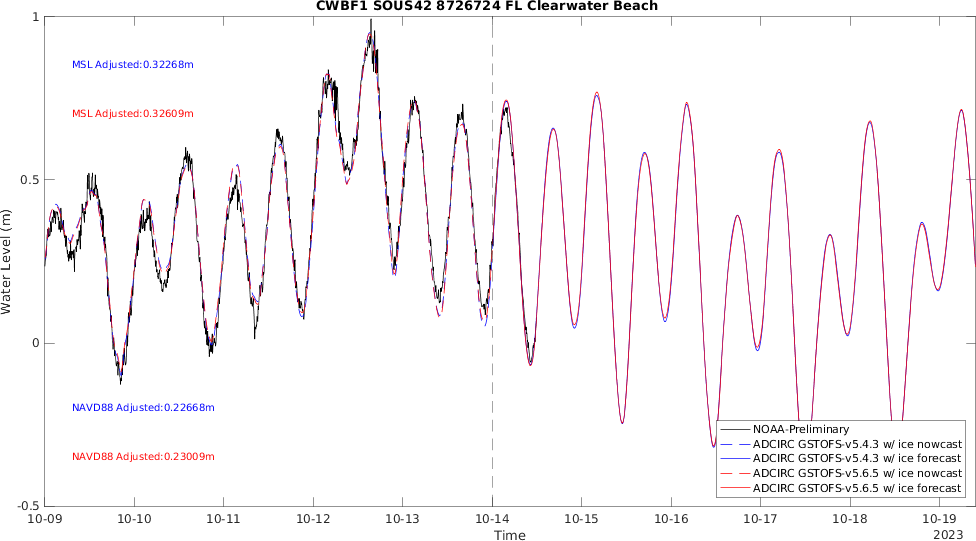 CWBF1 SOUS42 8726724 FL Clearwater Beach
1
MSL Adjusted:0.32268m
MSL Adjusted:0.32609m
0.5
Water Level (m)
0
NAVD88 Adjusted:0.22668m
NAVD88 Adjusted:0.23009m
NOAA-Preliminary
ADCIRC GSTOFS-v5.4.3 w/ ice nowcast
ADCIRC GSTOFS-v5.4.3 w/ ice forecast
ADCIRC GSTOFS-v5.6.5 w/ ice nowcast
ADCIRC GSTOFS-v5.6.5 w/ ice forecast
-0.5
10-09 10-10 10-11 10-12 10-13 10-14 10-15 10-16 10-17 10-18 10-19
Time
2023